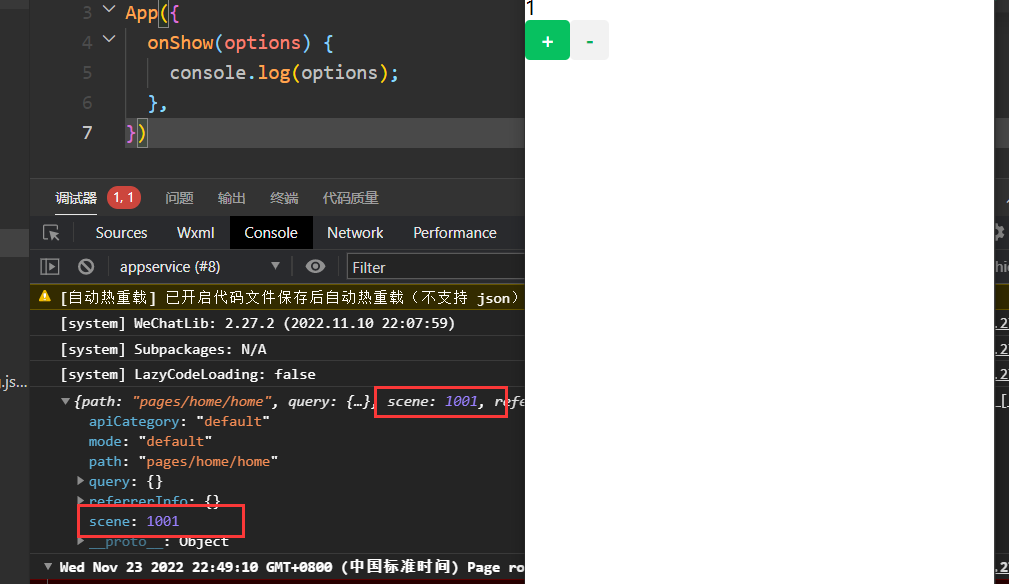 3 App({
4 onShow(options) {
5 console.log(options);
6 },
7 })
1
+ -
调试器 1, 1 问题 输出 终端 代码质量
Sources Wxml Console Network Performance
appservice (#8) Filter
[自动热重载] 已开启代码文件保存后自动热重载（不支持 json）
[system] WeChatLib: 2.27.2 (2022.11.10 22:07:59)
[system] Subpackages: N/A
[system] LazyCodeLoading: false
.js...
{path: "pages/home/home", query: {…}, scene: 1001, refe
apiCategory: "default"
mode: "default"
path: "pages/home/home"
query: {}
referrerInfo: {}
scene: 1001
__proto__: Object
Wed Nov 23 2022 22:49:10 GMT+0800 (中国标准时间) Page ro